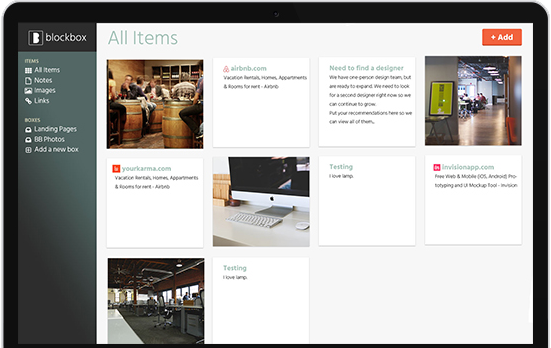 blockbox
All Items
+ Add
ITEMS
All Items
Notes
Images
Links
BOXES
Landing Pages
BB Photos
Add a new box
airbnb.com
Vacation Rentals, Homes, Appartments
& Rooms for rent - Airbnb
Need to find a designer
We have one-person design team, but
are ready to expand. We need to look
for a second designer right now so we
can continue to grow.
Put your recommendations here so we
can view all of them...
yourkarma.com
Vacation Rentals, Homes, Appartments
& Rooms for rent - Airbnb
Testing
I love lamp.
in invisionapp.com
Free Web & Mobile (iOS, Android) Pro-
totyping and UI Mockup Tool - Invision
Testing
I love lamp.